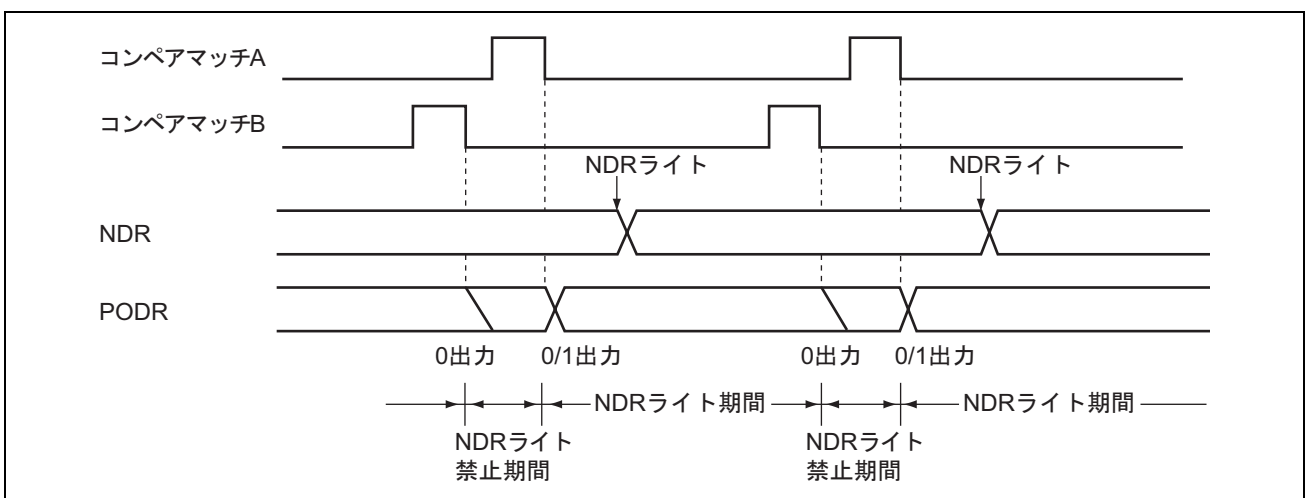 コンペアマッチA
コンペアマッチB
NDRライト NDRライト
NDR
PODR
0出力 0/1出力 0出力 0/1出力
NDRライト期間 NDRライト期間
NDRライト NDRライト
禁止期間 禁止期間